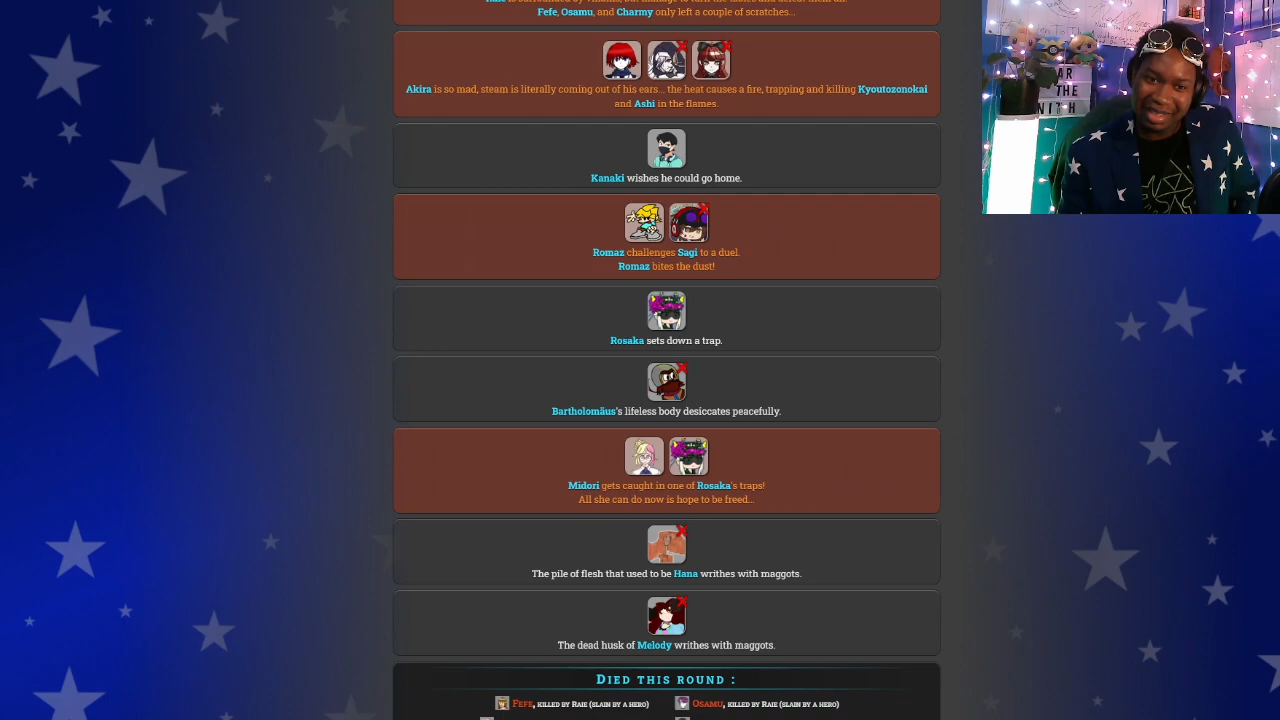 Fefe, Osamu, and Charmy only left a couple of scratches...
Akira is so mad, steam is literally coming out of his ears... the heat causes a fire, trapping and killing Kyoutozonokai
and Ashi in the flames.
Kanaki wishes he could go home.
Romaz challenges Sagi to a duel.
Romaz bites the dust!
Rosaka sets down a trap.
Bartholomäus's lifeless body desiccates peacefully.
Midori gets caught in one of Rosaka's traps!
All she can do now is hope to be freed...
The pile of flesh that used to be Hana writhes with maggots.
The dead husk of Melody writhes with maggots.
Died this round :
Fefe, killed by Raie (slain by a hero) Osamu, killed by Raie (slain by a hero)
THE